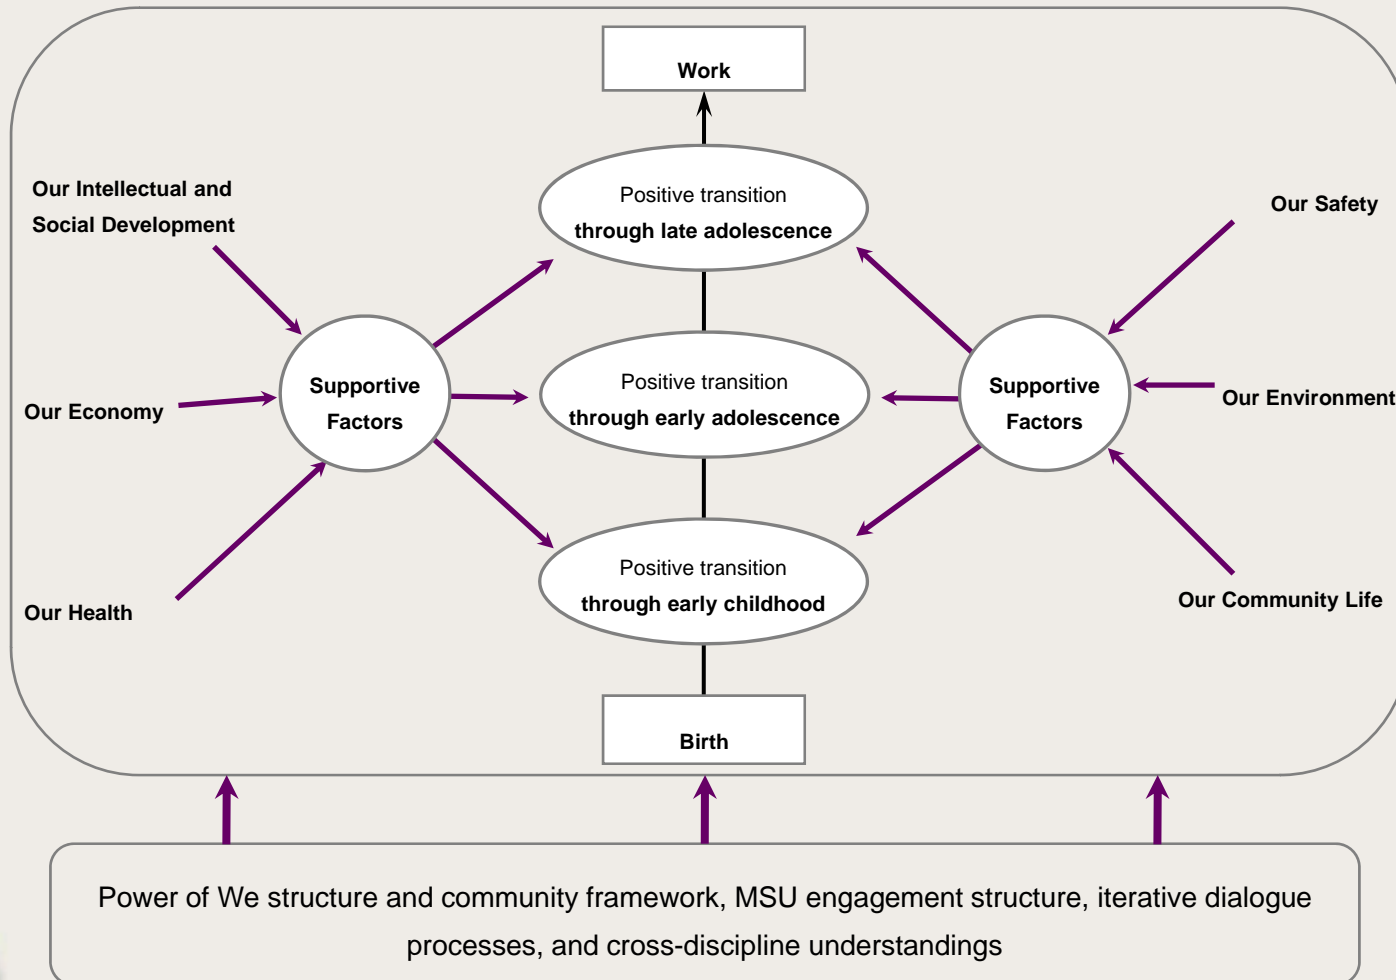 Work
Positive transition
through late adolescence
Our Intellectual and
Social Development
Our Safety
Supportive
Factors
Positive transition
through early adolescence
Supportive
Factors
Our Economy
Our Environment
Positive transition
through early childhood
Our Health
Our Community Life
Birth
Power of We structure and community framework, MSU engagement structure, iterative dialogue
processes, and cross-discipline understandings